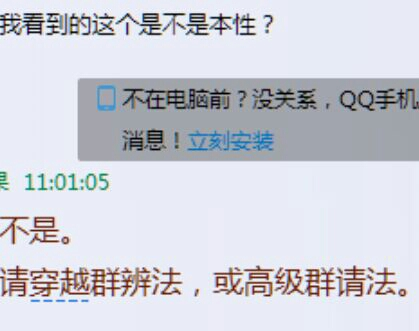 我看到的这个是不是本性？
不在电脑前？没关系，QQ手机
消息！立刻安装
果 11:01:05
不是。
请穿越群辨法，或高级群请法。